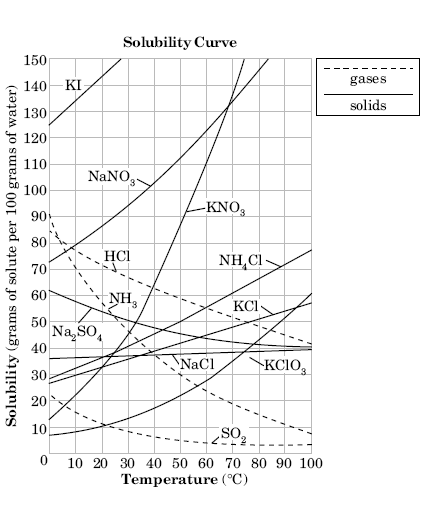 Solubility Curve
gases
solids
Solubility (grams of solute per 100 grams of water)
150
140
130
120
110
100
90
80
70
60
50
40
30
20
10
0
KI
NaNO3
KNO3
HCl
NH4Cl
NH3
KCl
Na2SO4
NaCl
KClO3
SO2
10 20 30 40 50 60 70 80 90 100
Temperature (°C)